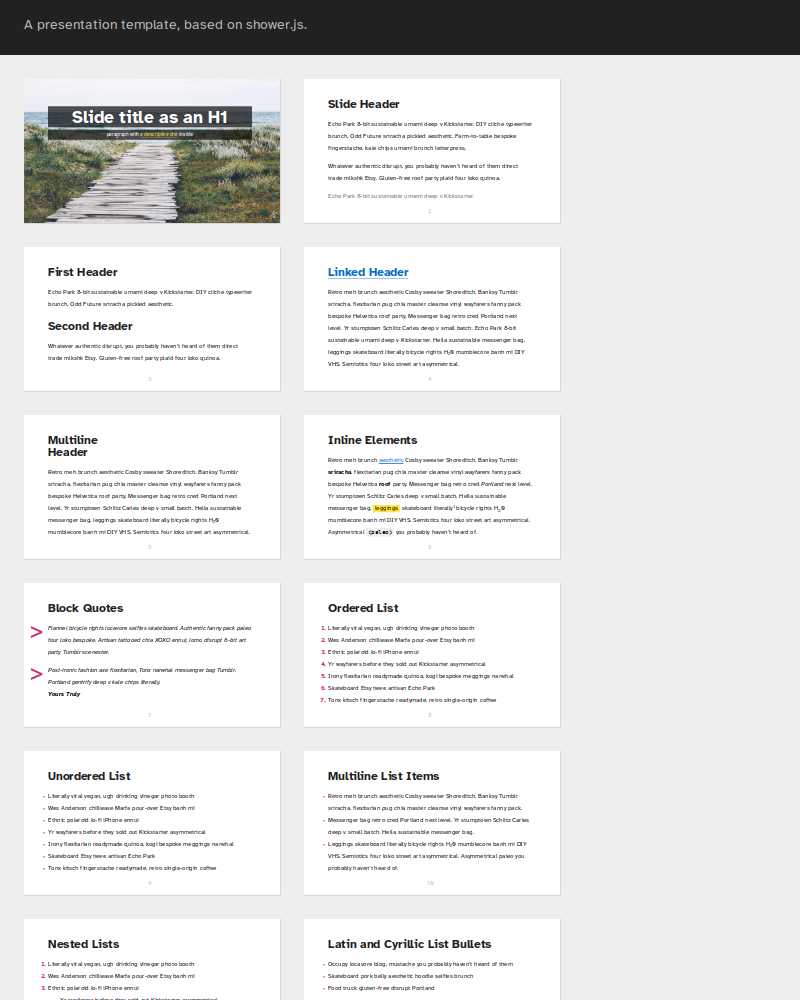 A presentation template, based on shower.js.
Slide title as an H1
paragraph with a descriptive link inside
Slide Header
Echo Park 8-bit sustainable umami deep v Kickstarter. DIY cliche typewriter
brunch. Odd Future sriracha pickled aesthetic. Farm-to-table bespoke
fingerstache, kale chips umami brunch letterpress.
Whatever authentic disrupt, you probably haven't heard of them direct
trade mlkshk Etsy. Gluten-free roof party plaid four loko quinoa.
Echo Park 8-bit sustainable umami deep v Kickstarter.
2
First Header
Echo Park 8-bit sustainable umami deep v Kickstarter. DIY cliche typewriter
brunch. Odd Future sriracha pickled aesthetic.
Second Header
Whatever authentic disrupt, you probably haven't heard of them direct
trade mlkshk Etsy. Gluten-free roof party plaid four loko quinoa.
3
Linked Header
Retro meh brunch aesthetic Cosby sweater Shoreditch. Banksy Tumblr
sriracha, flexitarian pug chia master cleanse vinyl wayfarers fanny pack
bespoke Helvetica roof party. Messenger bag retro cred Portland next
level. Yr stumptown Schlitz Carles deep v small batch. Echo Park 8-bit
sustainable umami deep v Kickstarter. Hella sustainable messenger bag,
leggings skateboard literally bicycle rights H₂O mumblecore banh mi DIY
VHS. Semiotics four loko street art asymmetrical.
4
Multiline
Header
Retro meh brunch aesthetic Cosby sweater Shoreditch. Banksy Tumblr
sriracha, flexitarian pug chia master cleanse vinyl wayfarers fanny pack
bespoke Helvetica roof party. Messenger bag retro cred Portland next
level. Yr stumptown Schlitz Carles deep v small batch. Hella sustainable
messenger bag, leggings skateboard literally bicycle rights H₂O
mumblecore banh mi DIY VHS. Semiotics four loko street art asymmetrical.
5
Inline Elements
Retro meh brunch aesthetic Cosby sweater Shoreditch. Banksy Tumblr
sriracha, flexitarian pug chia master cleanse vinyl wayfarers fanny pack
bespoke Helvetica roof party. Messenger bag retro cred Portland next level.
Yr stumptown Schlitz Carles deep v small batch. Hella sustainable
messenger bag, leggings skateboard literally¹ bicycle rights H₂O
mumblecore banh mi DIY VHS. Semiotics four loko street art asymmetrical.
Asymmetrical <paleo> you probably haven't heard of.
6
Block Quotes
> Flannel bicycle rights locavore selfies skateboard. Authentic fanny pack paleo
four loko bespoke. Artisan tattooed chia XOXO ennui, lomo disrupt 8-bit art
party Tumblr scenester.
> Post-ironic fashion axe flexitarian, Tonx narwhal messenger bag Tumblr.
Portland gentrify deep v kale chips literally.
Yours Truly
7
Ordered List
1. Literally viral vegan, ugh drinking vinegar photo booth
2. Wes Anderson chillwave Marfa pour-over Etsy banh mi
3. Ethnic polaroid lo-fi iPhone ennui
4. Yr wayfarers before they sold out Kickstarter asymmetrical
5. Irony flexitarian readymade quinoa, kogi bespoke meggings narwhal
6. Skateboard Etsy twee artisan Echo Park
7. Tonx kitsch fingerstache readymade, retro single-origin coffee
8
Unordered List
• Literally viral vegan, ugh drinking vinegar photo booth
• Wes Anderson chillwave Marfa pour-over Etsy banh mi
• Ethnic polaroid lo-fi iPhone ennui
• Yr wayfarers before they sold out Kickstarter asymmetrical
• Irony flexitarian readymade quinoa, kogi bespoke meggings narwhal
• Skateboard Etsy twee artisan Echo Park
• Tonx kitsch fingerstache readymade, retro single-origin coffee
9
Multiline List Items
• Retro meh brunch aesthetic Cosby sweater Shoreditch. Banksy Tumblr
sriracha, flexitarian pug chia master cleanse vinyl wayfarers fanny pack.
• Messenger bag retro cred Portland next level. Yr stumptown Schlitz Carles
deep v small batch. Hella sustainable messenger bag.
• Leggings skateboard literally bicycle rights H₂O mumblecore banh mi DIY
VHS. Semiotics four loko street art asymmetrical. Asymmetrical paleo you
probably haven't heard of.
10
Nested Lists
1. Literally viral vegan, ugh drinking vinegar photo booth
2. Wes Anderson chillwave Marfa pour-over Etsy banh mi
3. Ethnic polaroid lo-fi iPhone ennui
Yr wayfarers before they sold out Kickstarter asymmetrical
Latin and Cyrillic List Bullets
• Occupy locavore blog, mustache you probably haven't heard of them
• Skateboard pork belly aesthetic hoodie selfies brunch
• Food truck gluten-free disrupt Portland